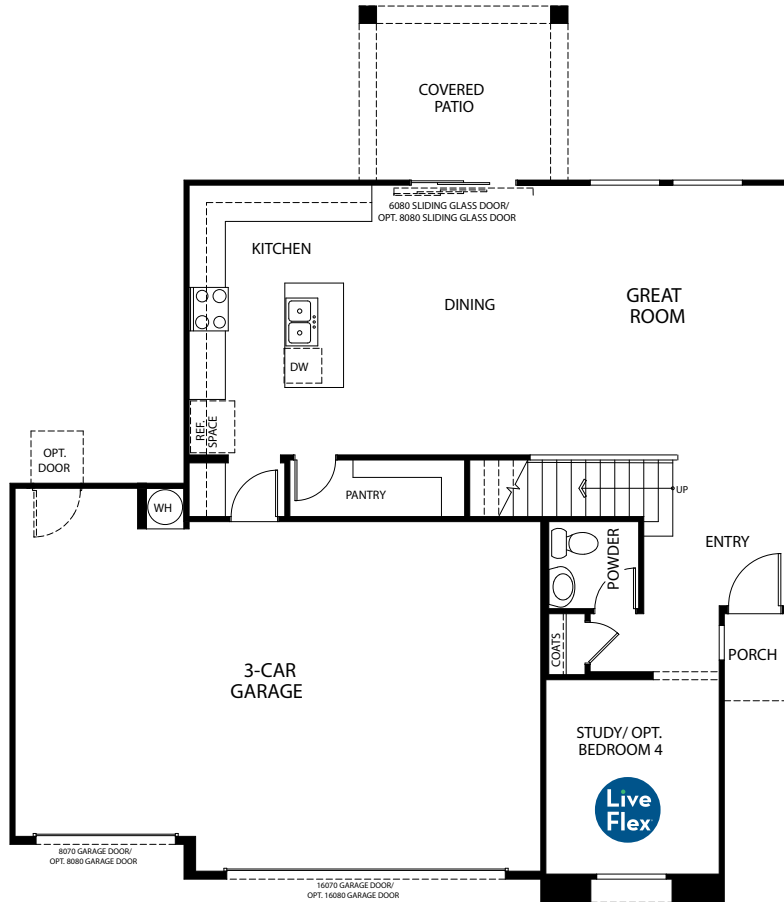 COVERED
PATIO
6080 SLIDING GLASS DOOR/
OPT. 8080 SLIDING GLASS DOOR
KITCHEN
DINING
GREAT
ROOM
DW
REF.
SPACE
OPT.
DOOR
WH
PANTRY
UP
POWDER
ENTRY
COATS
PORCH
3-CAR
GARAGE
STUDY/ OPT.
BEDROOM 4
Live
Flex
8070 GARAGE DOOR/
OPT. 8080 GARAGE DOOR
16070 GARAGE DOOR/
OPT. 16080 GARAGE DOOR